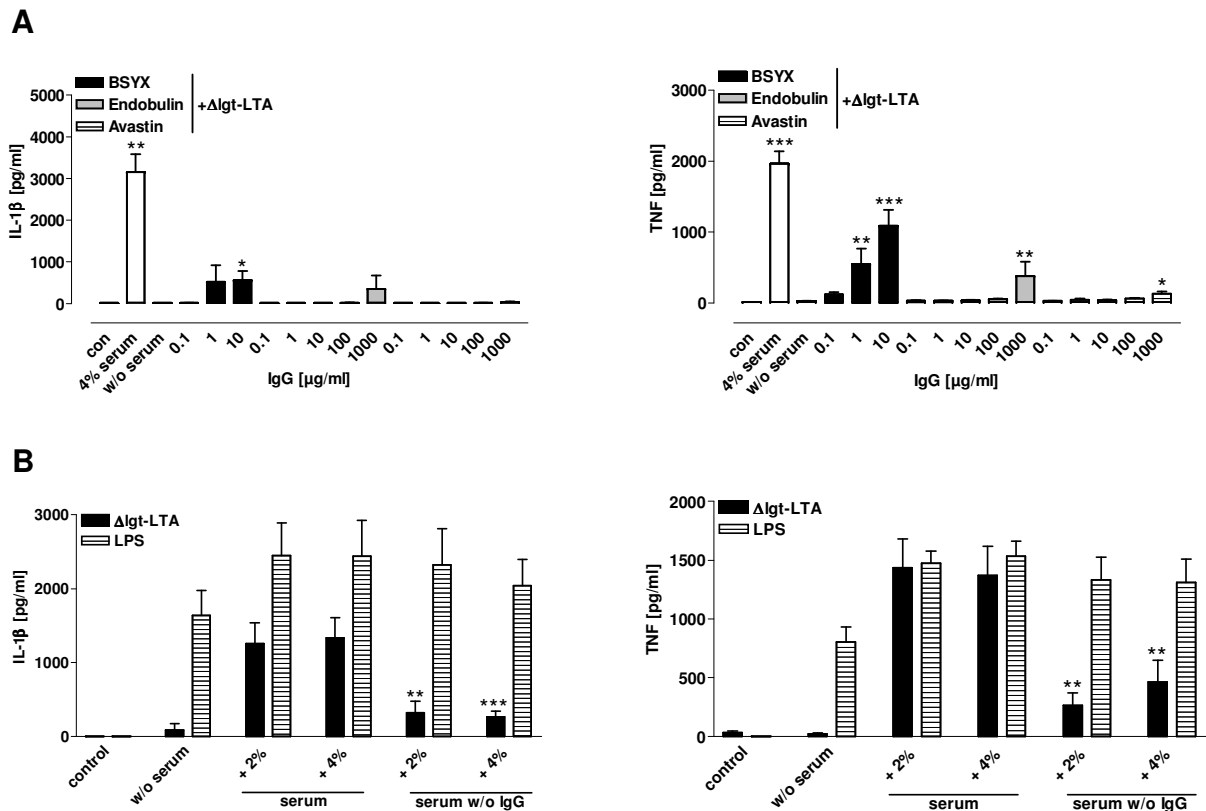 A
BSYX
Endobulin
Avastin
+Δlgt-LTA
IL-1β [pg/ml]
5000
4000
3000
2000
1000
0
**
*
con
4% serum
w/o serum
0.1
1
10
0.1
1
10
100
1000
0.1
1
10
100
1000
IgG [µg/ml]
BSYX
Endobulin
Avastin
+Δlgt-LTA
TNF [pg/ml]
3000
2000
1000
0
***
**
***
**
*
con
4% serum
w/o serum
0.1
1
10
0.1
1
10
100
1000
0.1
1
10
100
1000
IgG [µg/ml]
B
Δlgt-LTA
LPS
IL-1β [pg/ml]
3000
2000
1000
0
**
***
control
w/o serum
+ 2%
+ 4%
+ 2%
+ 4%
serum
serum w/o IgG
Δlgt-LTA
LPS
TNF [pg/ml]
2000
1500
1000
500
0
**
**
control
w/o serum
+ 2%
+ 4%
+ 2%
+ 4%
serum
serum w/o IgG